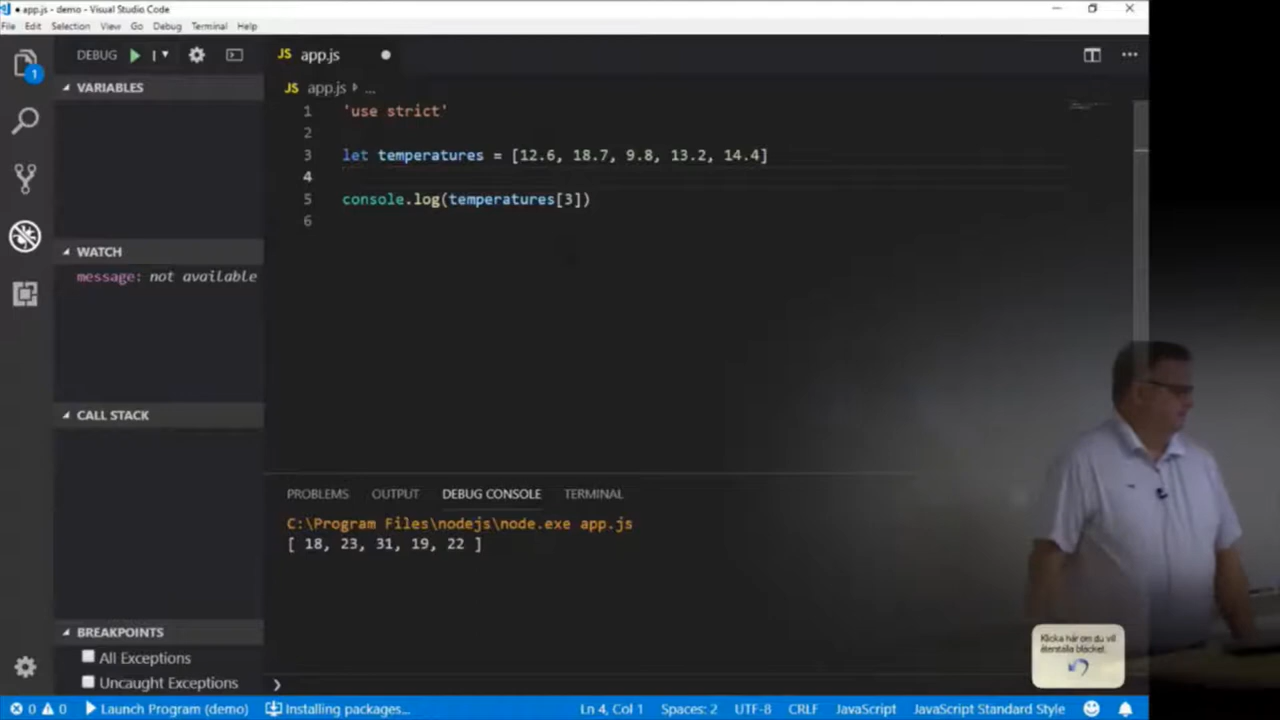 ● app.js - demo - Visual Studio Code
File Edit Selection View Go Debug Terminal Help
DEBUG
JS app.js ●
JS app.js ...
1
VARIABLES
1 'use strict'
2
3 let temperatures = [12.6, 18.7, 9.8, 13.2, 14.4]
4
5 console.log(temperatures[3])
6
WATCH
message: not available
CALL STACK
PROBLEMS OUTPUT DEBUG CONSOLE TERMINAL
C:\Program Files\nodejs\node.exe app.js
[ 18, 23, 31, 19, 22 ]
BREAKPOINTS
All Exceptions
Uncaught Exceptions
Klicka här om du vill
återställa bläcket.
0 0 Launch Program (demo) Installing packages... Ln 4, Col 1 Spaces: 2 UTF-8 CRLF JavaScript JavaScript Standard Style